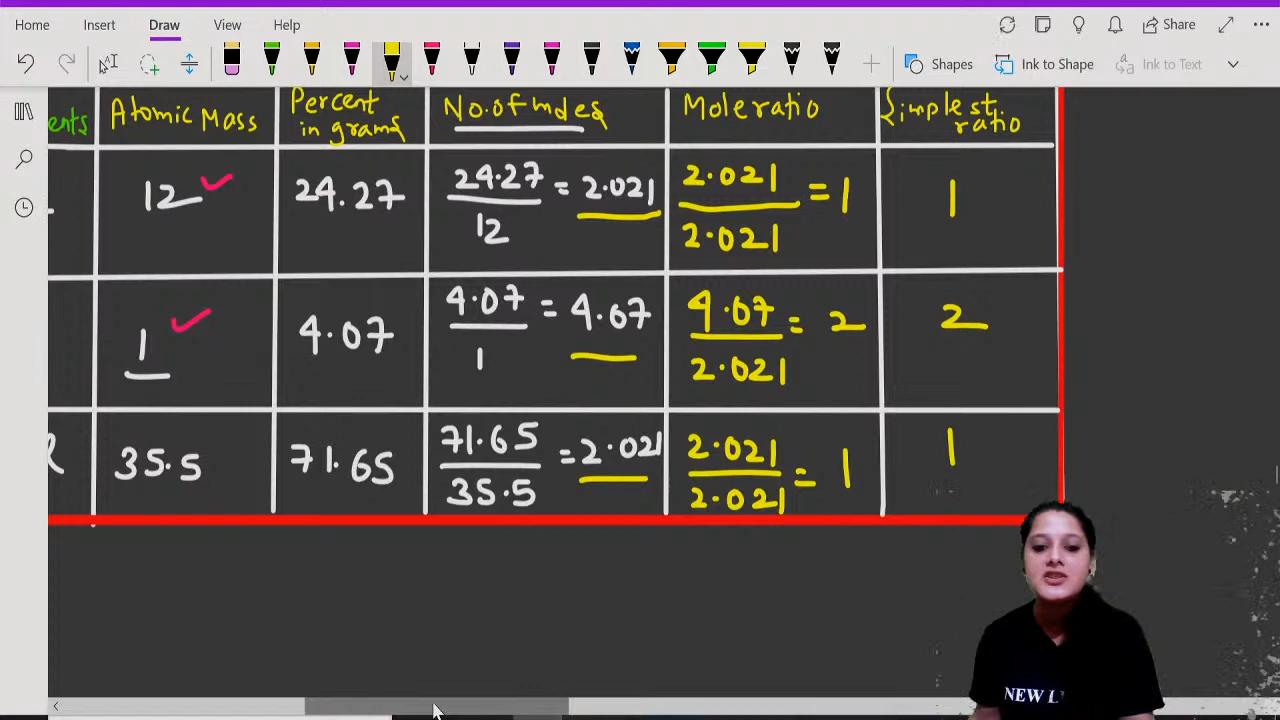 Home Insert Draw View Help Share
Shapes Ink to Shape Ink to Text
ents Atomic Mass Percent in grams No. of moles Mole ratio Simplest ratio
12 24.27 24.27/12 = 2.021 2.021/2.021 = 1 1
1 4.07 4.07/1 = 4.07 4.07/2.021 = 2 2
l 35.5 71.65 71.65/35.5 = 2.021 2.021/2.021 = 1 1
NEW L